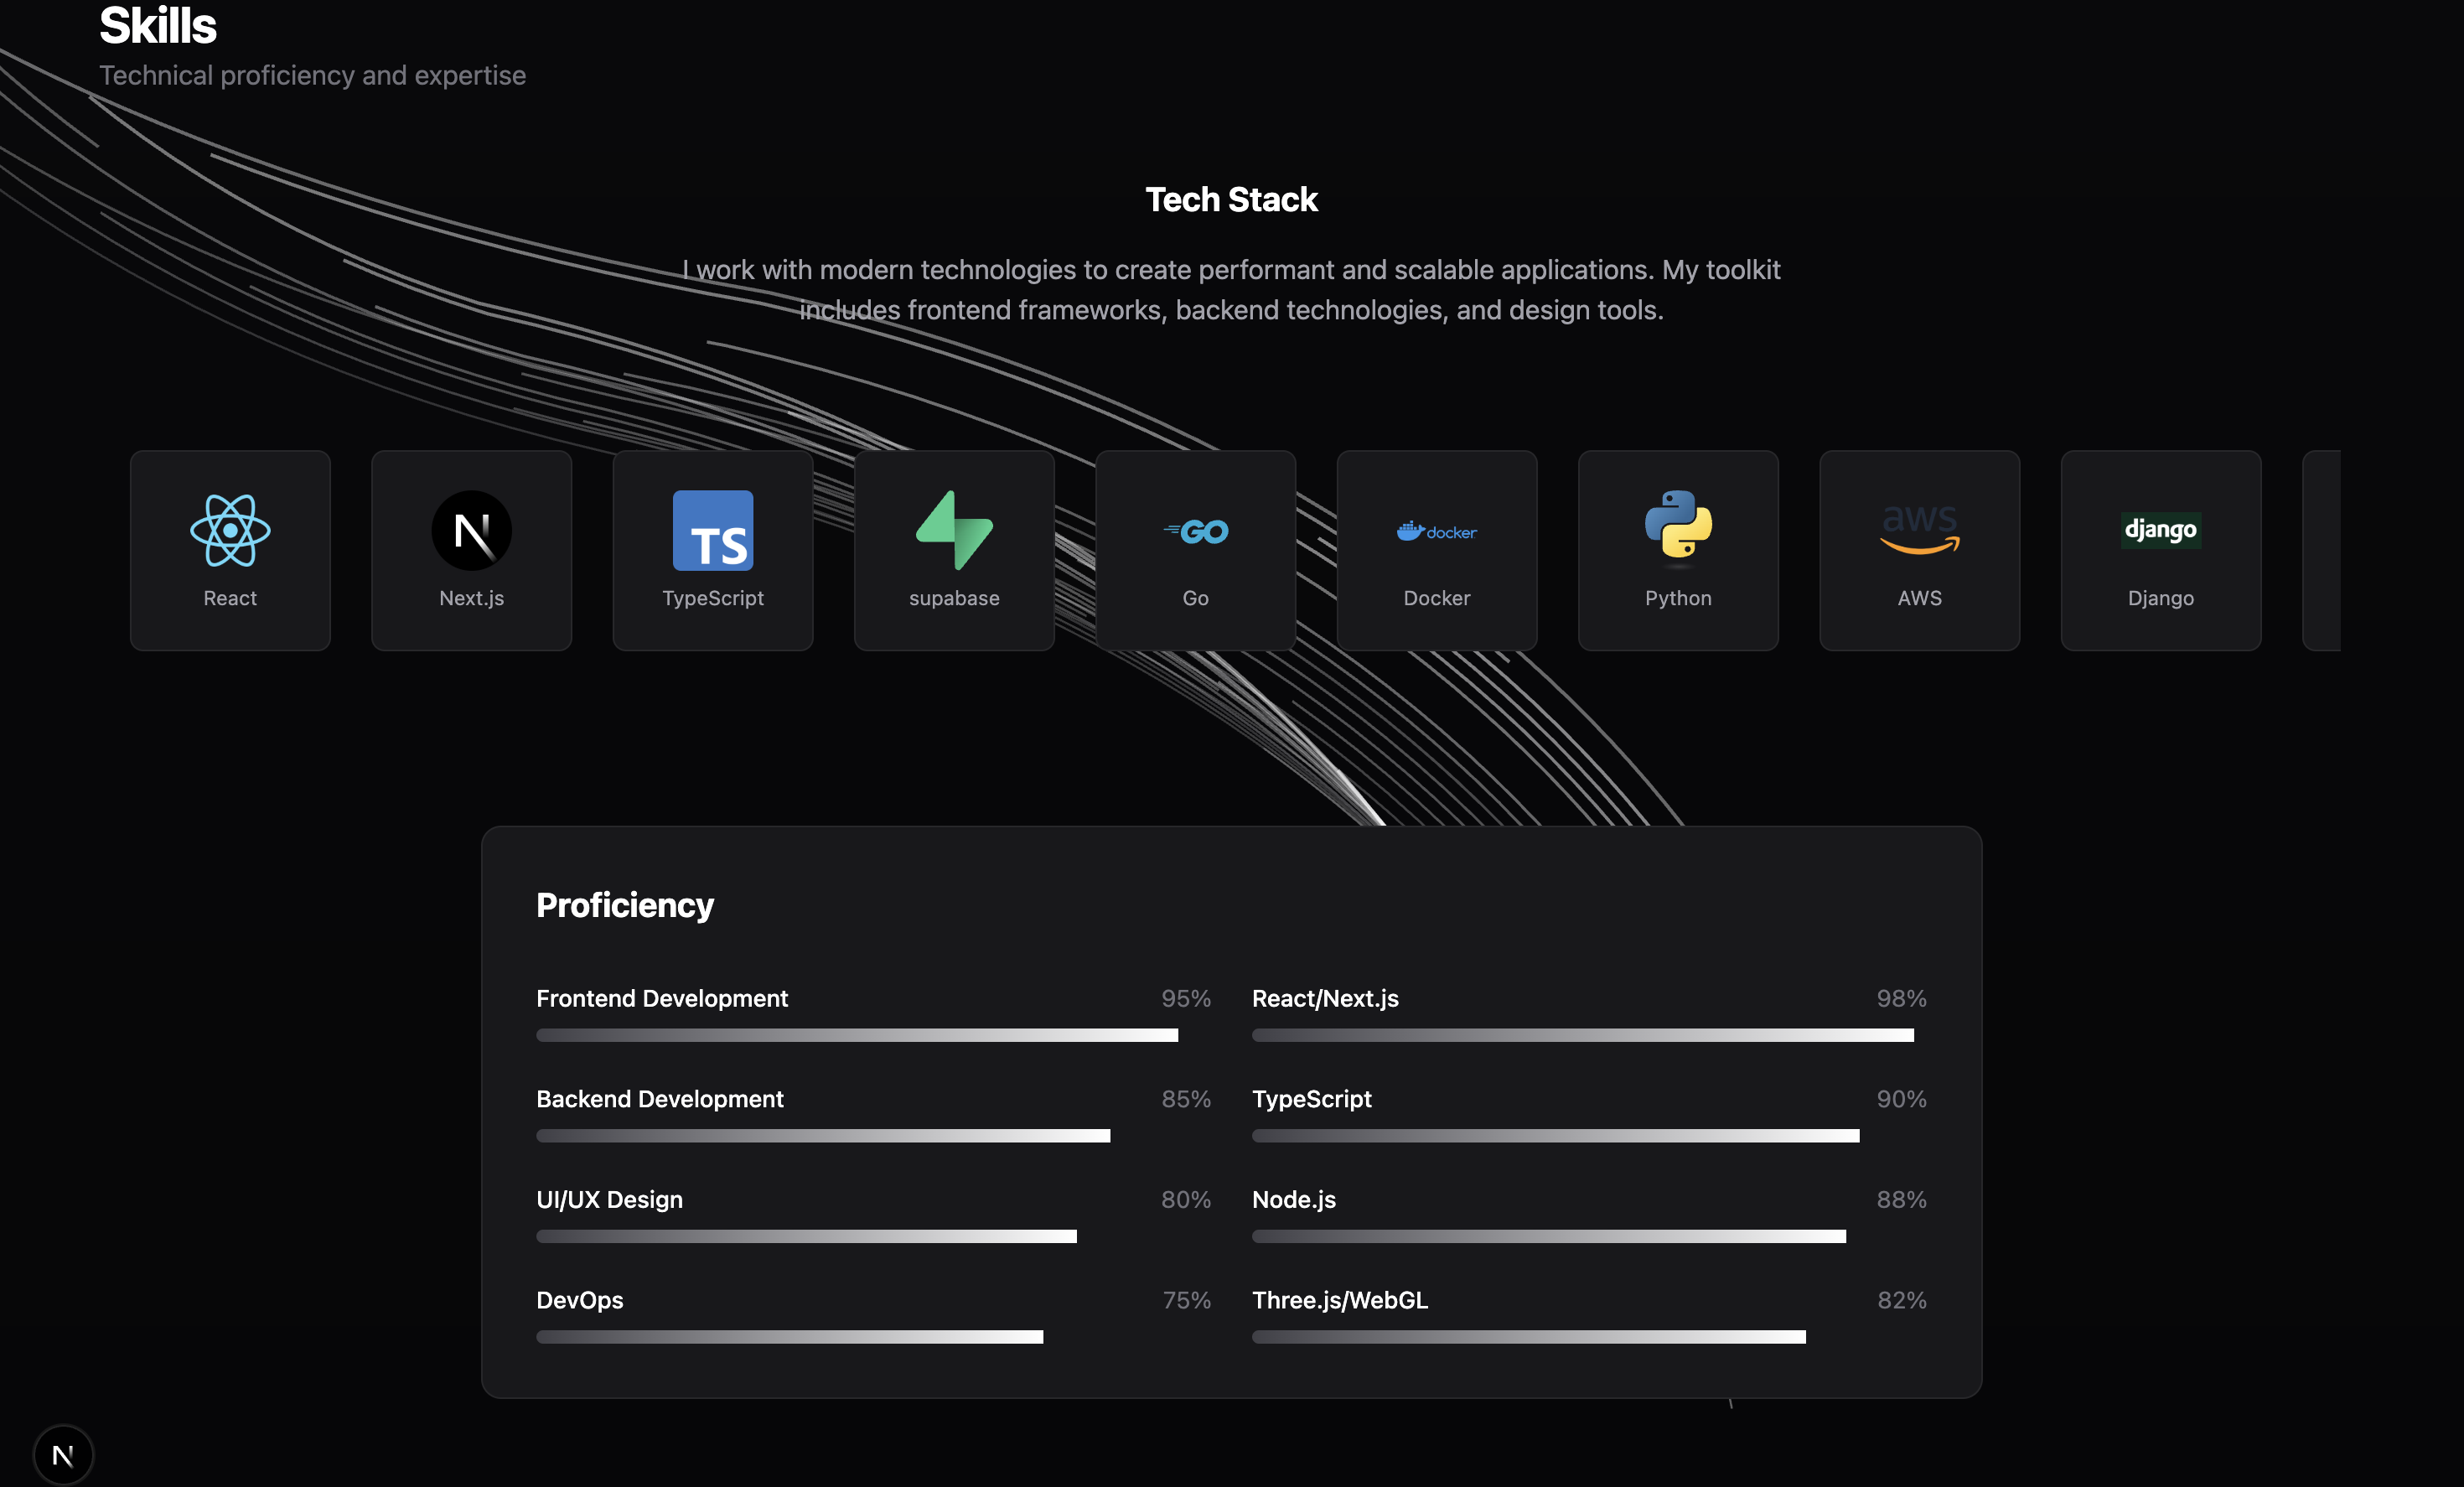 Skills
Technical proficiency and expertise
Tech Stack
I work with modern technologies to create performant and scalable applications. My toolkit
includes frontend frameworks, backend technologies, and design tools.
N
TS
GO
docker
aws
django
React
Next.js
TypeScript
supabase
Go
Docker
Python
AWS
Django
Proficiency
Frontend Development 95%
React/Next.js 98%
Backend Development 85%
TypeScript 90%
UI/UX Design 80%
Node.js 88%
DevOps 75%
Three.js/WebGL 82%
N